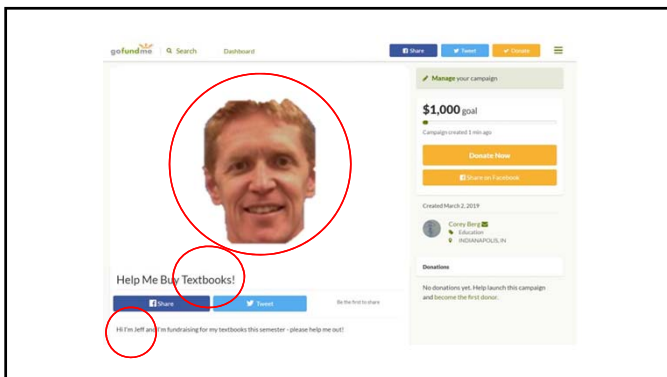 gofundme Search Dashboard Share Tweet Donate
Manage your campaign
$1,000 goal
Campaign created 1 min ago
Donate Now
Share on Facebook
Created March 2, 2019
Corey Berg
Education
INDIANAPOLIS, IN
Donations
No donations yet. Help launch this campaign
and become the first donor.
Help Me Buy Textbooks!
Share Tweet Be the first to share
Hi I'm Jeff and I'm fundraising for my textbooks this semester - please help me out!